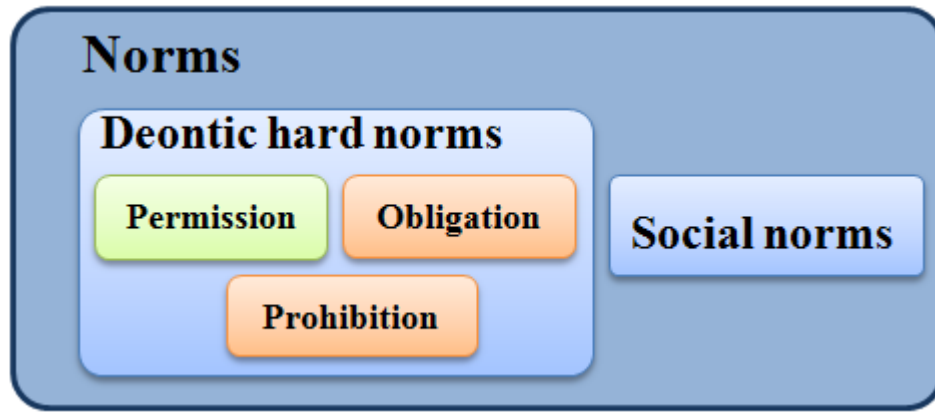 Norms
Deontic hard norms
Permission
Obligation
Social norms
Prohibition